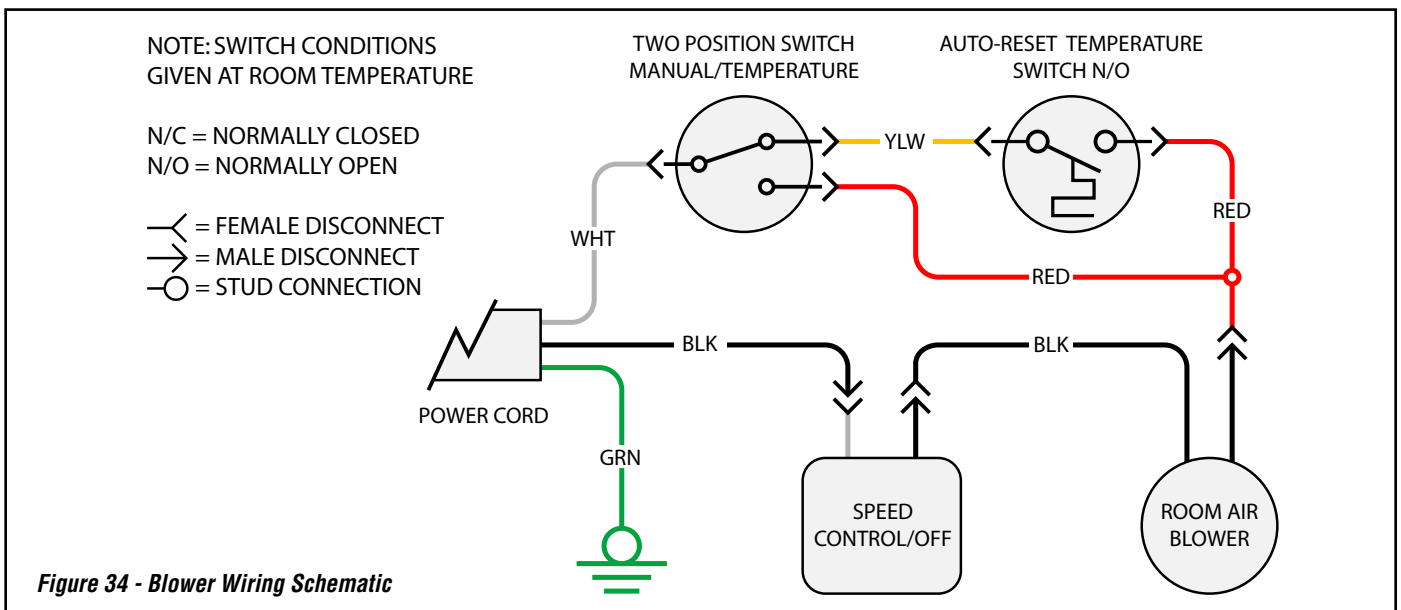 NOTE: SWITCH CONDITIONS
GIVEN AT ROOM TEMPERATURE
N/C = NORMALLY CLOSED
N/O = NORMALLY OPEN
= FEMALE DISCONNECT
= MALE DISCONNECT
= STUD CONNECTION
TWO POSITION SWITCH
MANUAL/TEMPERATURE
AUTO-RESET TEMPERATURE
SWITCH N/O
YLW
RED
WHT
RED
BLK
BLK
POWER CORD
GRN
SPEED
CONTROL/OFF
ROOM AIR
BLOWER
Figure 34 - Blower Wiring Schematic